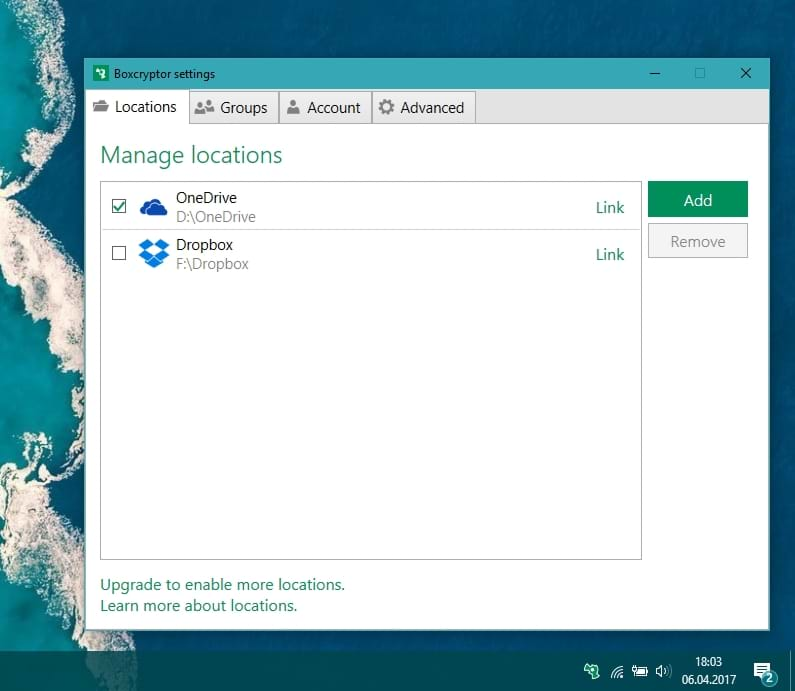 Boxcryptor settings
Locations Groups Account Advanced
Manage locations
OneDrive
D:\OneDrive
Link
Add
Dropbox
F:\Dropbox
Link
Remove
Upgrade to enable more locations.
Learn more about locations.
18:03
06.04.2017
2